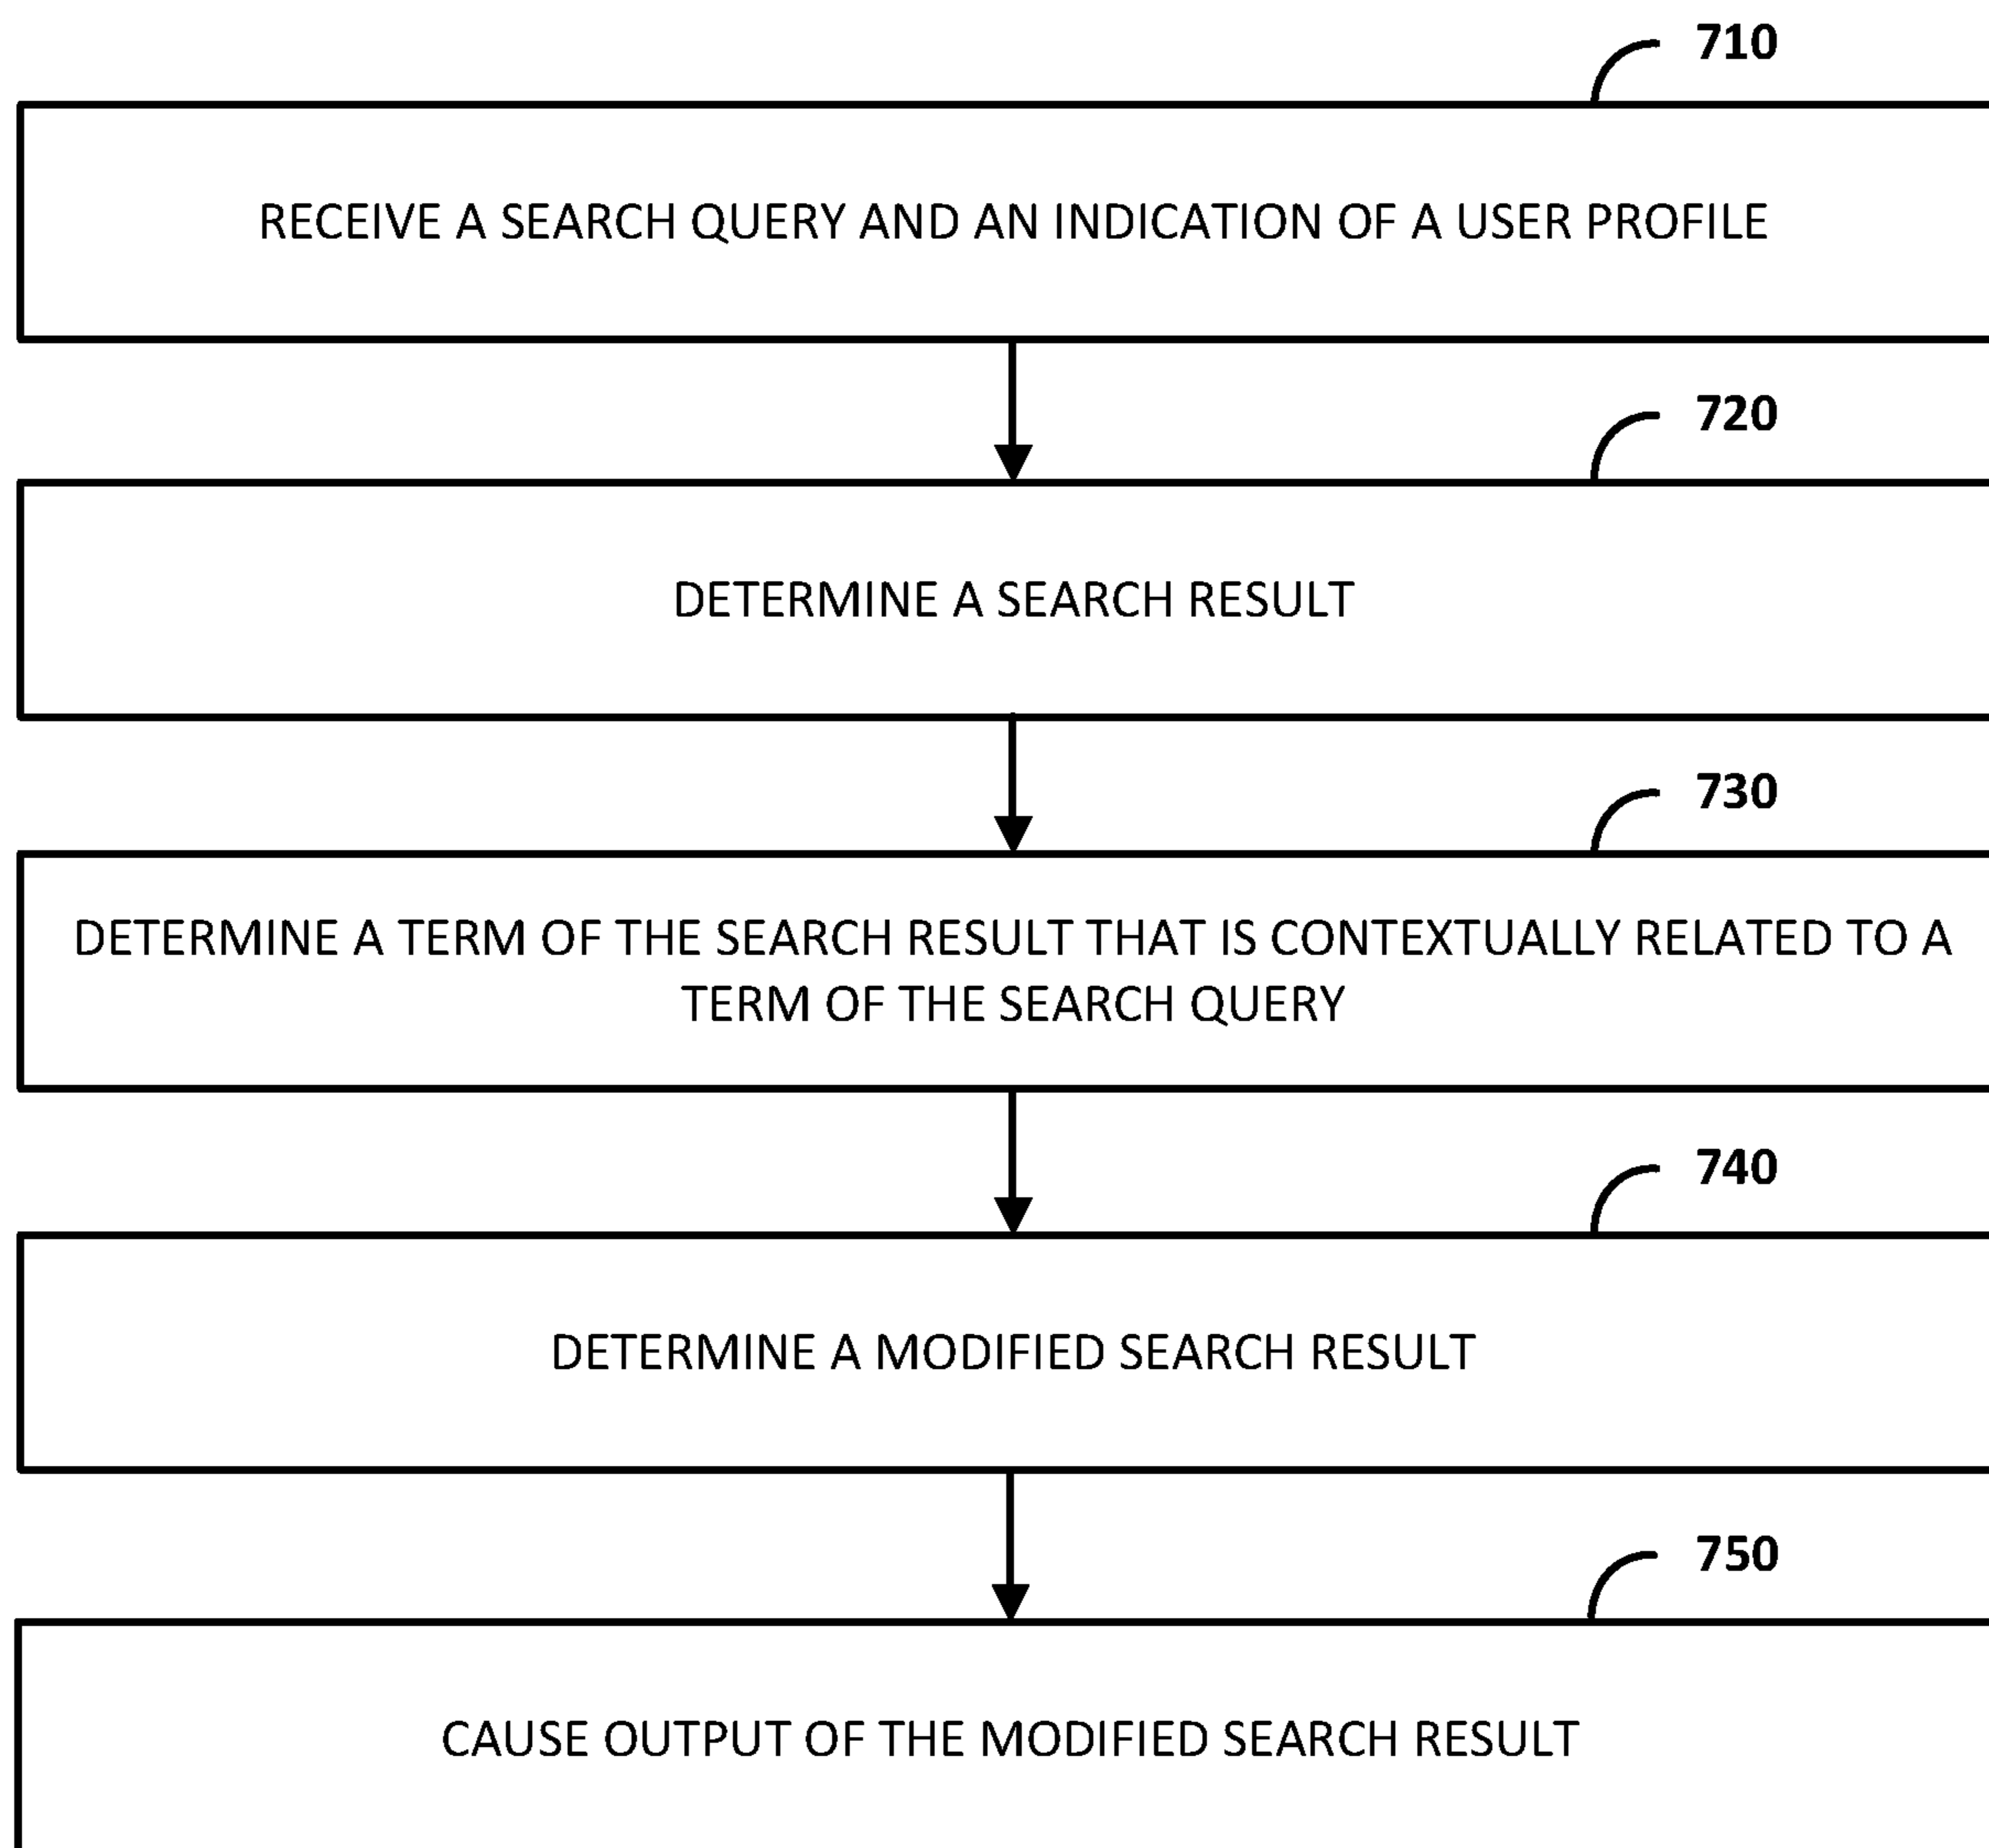 710
RECEIVE A SEARCH QUERY AND AN INDICATION OF A USER PROFILE
720
DETERMINE A SEARCH RESULT
730
DETERMINE A TERM OF THE SEARCH RESULT THAT IS CONTEXTUALLY RELATED TO A
TERM OF THE SEARCH QUERY
740
DETERMINE A MODIFIED SEARCH RESULT
750
CAUSE OUTPUT OF THE MODIFIED SEARCH RESULT